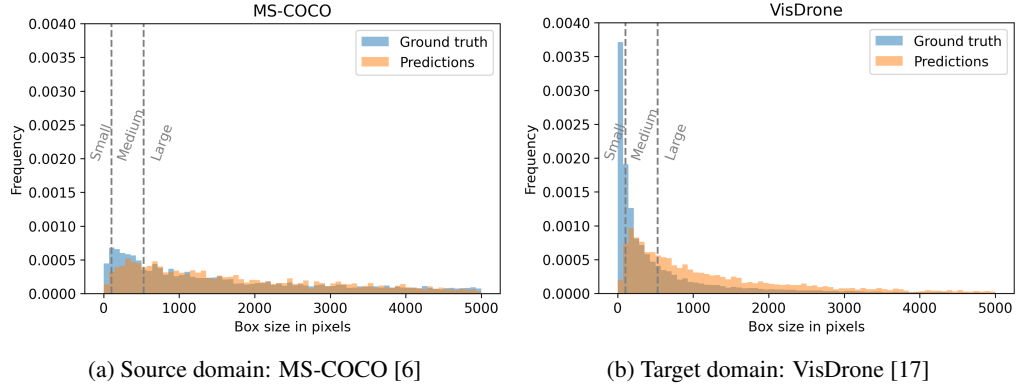 MS-COCO
0.0040
0.0035
0.0030
0.0025
0.0020
0.0015
0.0010
0.0005
0.0000
Frequency
Small
Medium
Large
Ground truth
Predictions
0 1000 2000 3000 4000 5000
Box size in pixels
(a) Source domain: MS-COCO [6]
VisDrone
0.0040
0.0035
0.0030
0.0025
0.0020
0.0015
0.0010
0.0005
0.0000
Frequency
Small
Medium
Large
Ground truth
Predictions
0 1000 2000 3000 4000 5000
Box size in pixels
(b) Target domain: VisDrone [17]